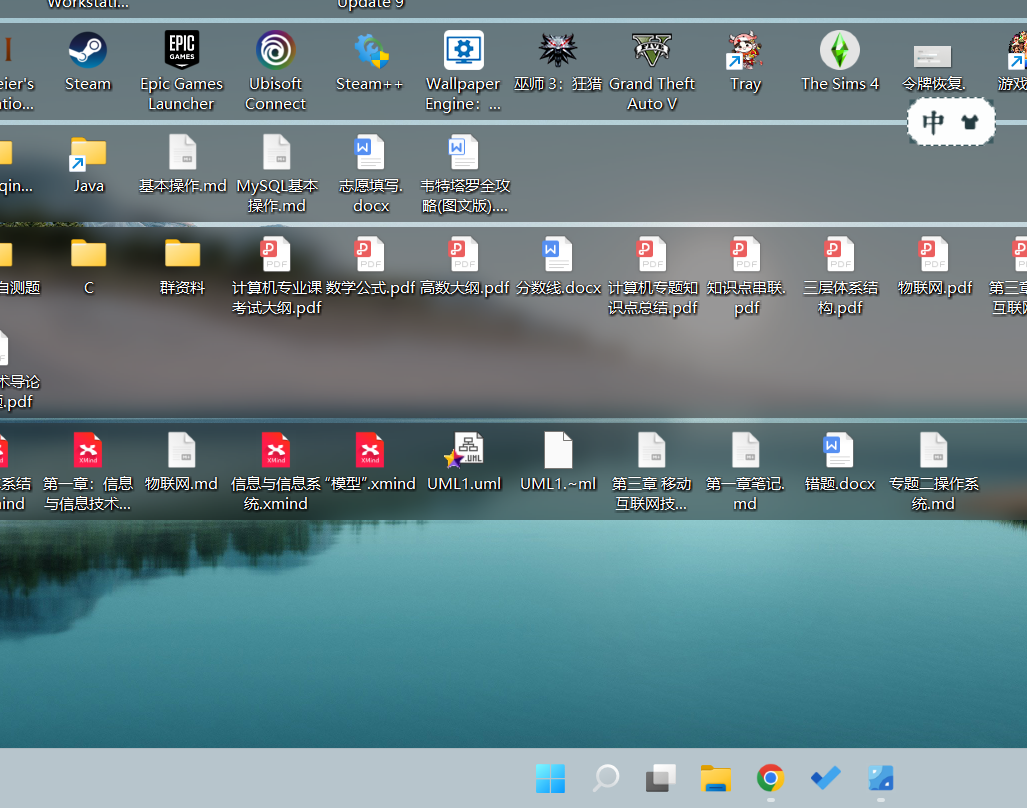 Workstati...
Update 9
eier's
tio...
Steam
EPIC
GAMES
Epic Games
Launcher
Ubisoft
Connect
Steam++
Wallpaper
Engine：...
巫师 3：狂猎
FIVE
Grand Theft
Auto V
Tray
The Sims 4
令牌恢复.
游戏
中
qin...
Java
基本操作.md
MySQL基本
操作.md
志愿填写.
docx
韦特塔罗全攻
略(图文版)....
自测题
C
群资料
计算机专业课
考试大纲.pdf
数学公式.pdf
高数大纲.pdf
分数线.docx
计算机专题知
识点总结.pdf
知识点串联.
pdf
三层体系结
构.pdf
物联网.pdf
第三章
互联网
术导论
.pdf
系结
ind
第一章：信息
与信息技术...
物联网.md
信息与信息系
统.xmind
“模型”.xmind
UML1.uml
UML1.~ml
第三章 移动
互联网技...
第一章笔记.
md
错题.docx
专题二操作系
统.md